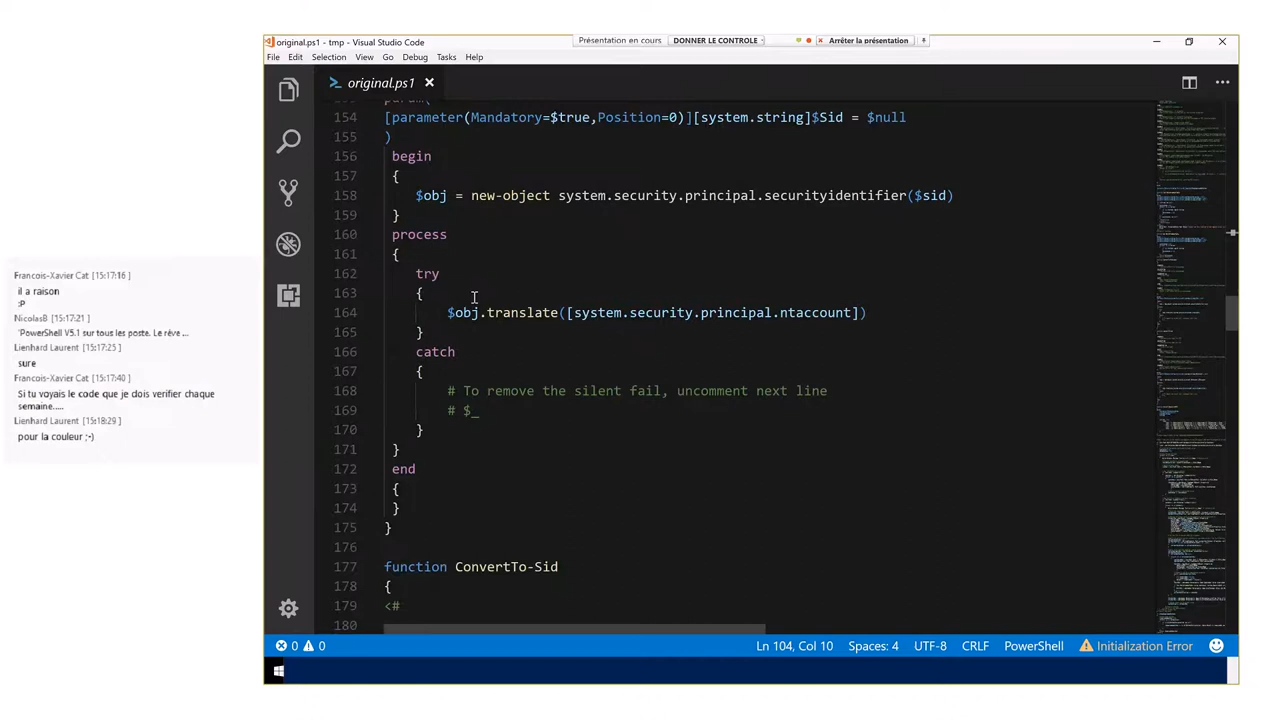 original.ps1 - tmp - Visual Studio Code
Présentation en cours
DONNER LE CONTROLE
Arrêter la présentation
File Edit Selection View Go Debug Tasks Help
original.ps1
param(
154 [parameter(Mandatory=$true,Position=0)][system.string]$Sid = $null
155 )
156 begin
157 {
158 $obj = new-object system.security.principal.securityidentifier($sid)
159 }
160 process
161 {
162 try
163 {
164 $obj.translate([system.security.principal.ntaccount])
165 }
166 catch
167 {
168 # To remove the silent fail, uncomment next line
169 # $_
170 }
171 }
172 end
173 {
174 }
175 }
176
177 function ConvertTo-Sid
178 {
179 <#
180
0 0
Ln 104, Col 10 Spaces: 4 UTF-8 CRLF PowerShell Initialization Error
Francois-Xavier Cat [15:17:16]
il a raison
:P
NicolasB [15:17:21]
'PowerShell V5.1 sur tous les poste. Le réve ...
Lienhard Laurent [15:17:25]
sure
Francois-Xavier Cat [15:17:40]
Si tu voyais le code que je dois verifier chaque
semaine.....
Lienhard Laurent [15:18:29]
pour la couleur ;-)